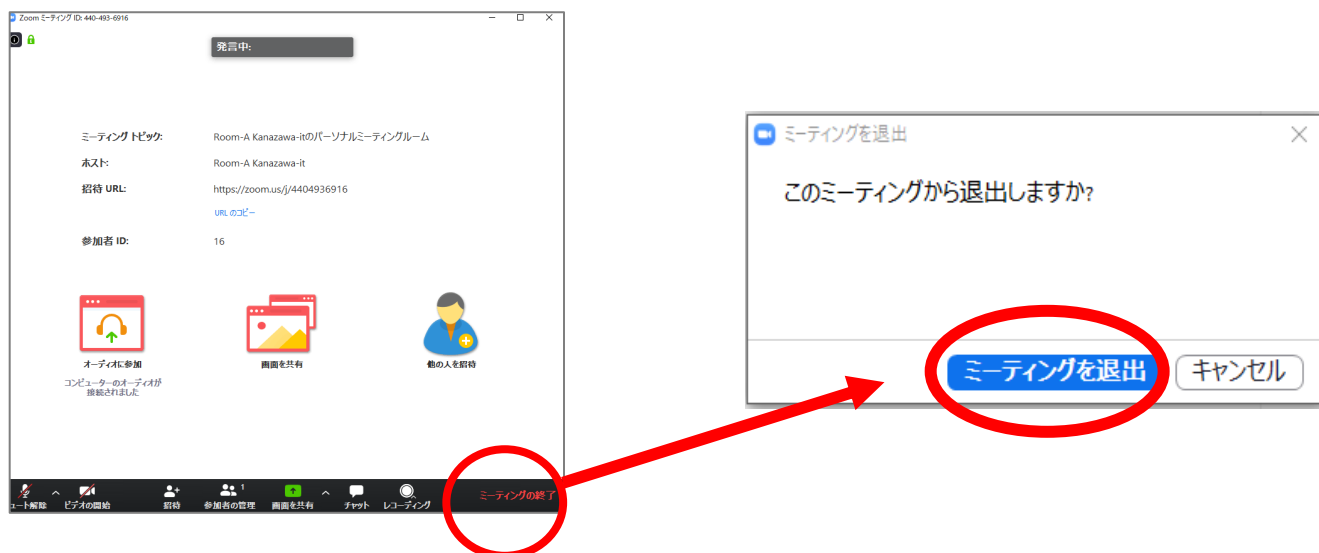 Zoom ミーティング ID: 440-493-6916
発言中:
ミーティング トピック: Room-A Kanazawa-itのパーソナルミーティングルーム
ホスト: Room-A Kanazawa-it
招待 URL: https://zoom.us/j/4404936916
URL のコピー
参加者 ID: 16
オーディオに参加
コンピューターのオーディオが
接続されました
画面を共有
他の人を招待
ュート解除 ビデオの開始 招待 参加者の管理 1 画面を共有 チャット レコーディング ミーティングの終了
ミーティングを退出
このミーティングから退出しますか?
ミーティングを退出 キャンセル